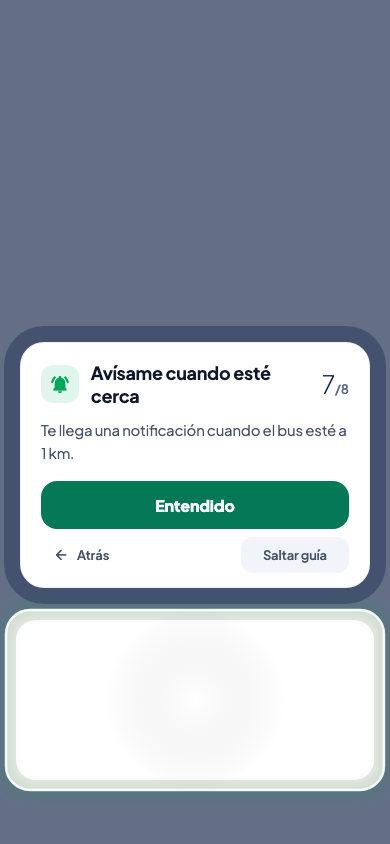 Avísame cuando esté
cerca
7/8
Te llega una notificación cuando el bus esté a
1 km.
Entendido
← Atrás
Saltar guía